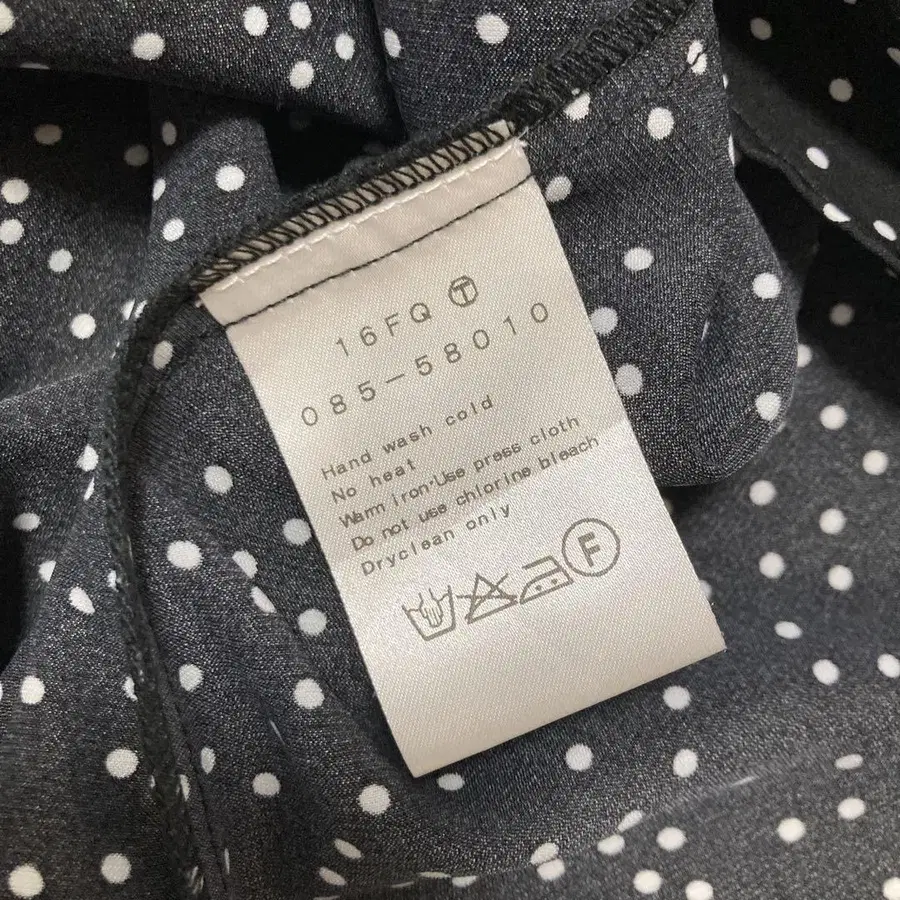 16FQ Ⓣ
085-58010
Hand wash cold
No heat
Warm iron·Use press cloth
Do not use chlorine bleach
Dryclean only
F